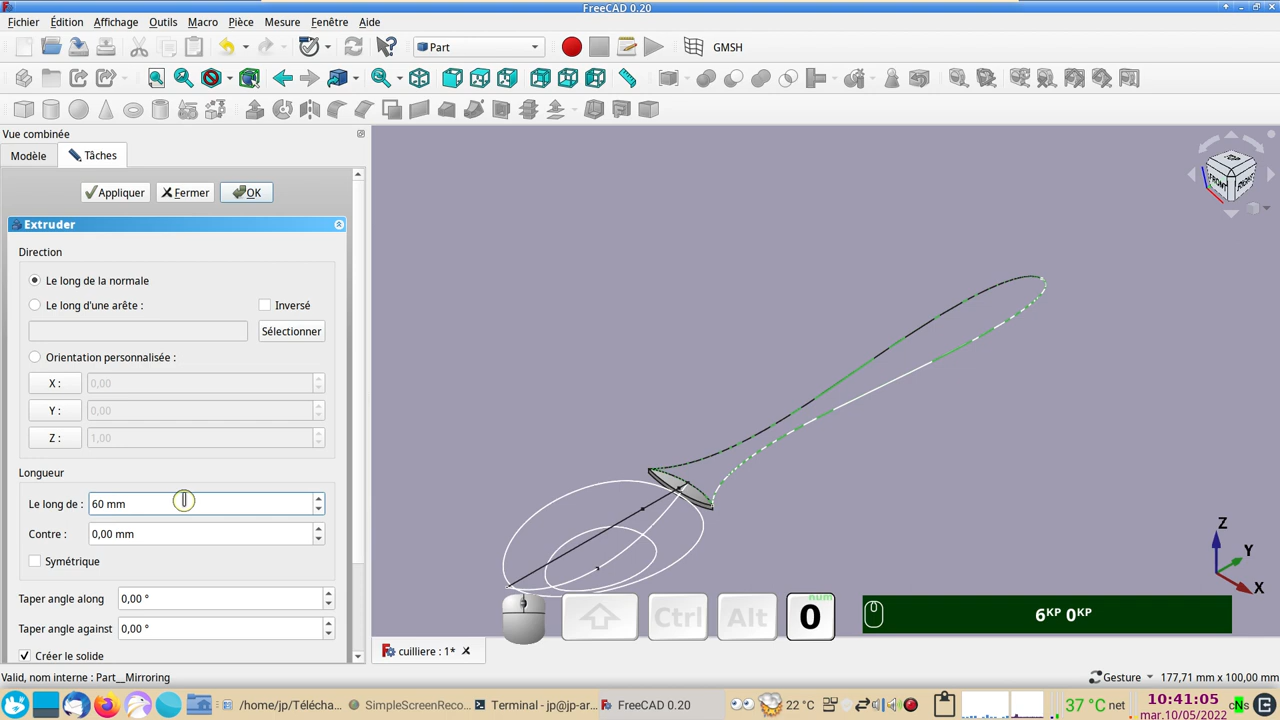 FreeCAD 0.20
Fichier Édition Affichage Outils Macro Pièce Mesure Fenêtre Aide
Part
GMSH
Vue combinée
Modèle Tâches
Appliquer Fermer OK
Extruder
Direction
Le long de la normale
Le long d'une arête : Inversé
Sélectionner
Orientation personnalisée :
X : 0,00
Y : 0,00
Z : 1,00
Longueur
Le long de : 60 mm
Contre : 0,00 mm
Symétrique
Taper angle along 0,00 °
Taper angle against 0,00 °
Créer le solide
FRONT
Z
Y
X
Ctrl Alt num 0
6KP 0KP
cuilliere : 1*
Valid, nom interne : Part__Mirroring
Gesture 177,71 mm x 100,00 mm
/home/jp/Télécha... SimpleScreenReco... Terminal - jp@jp-ar... FreeCAD 0.20 22 °C 37 °C net 10:41:05 cNs
mar.10/05/2022